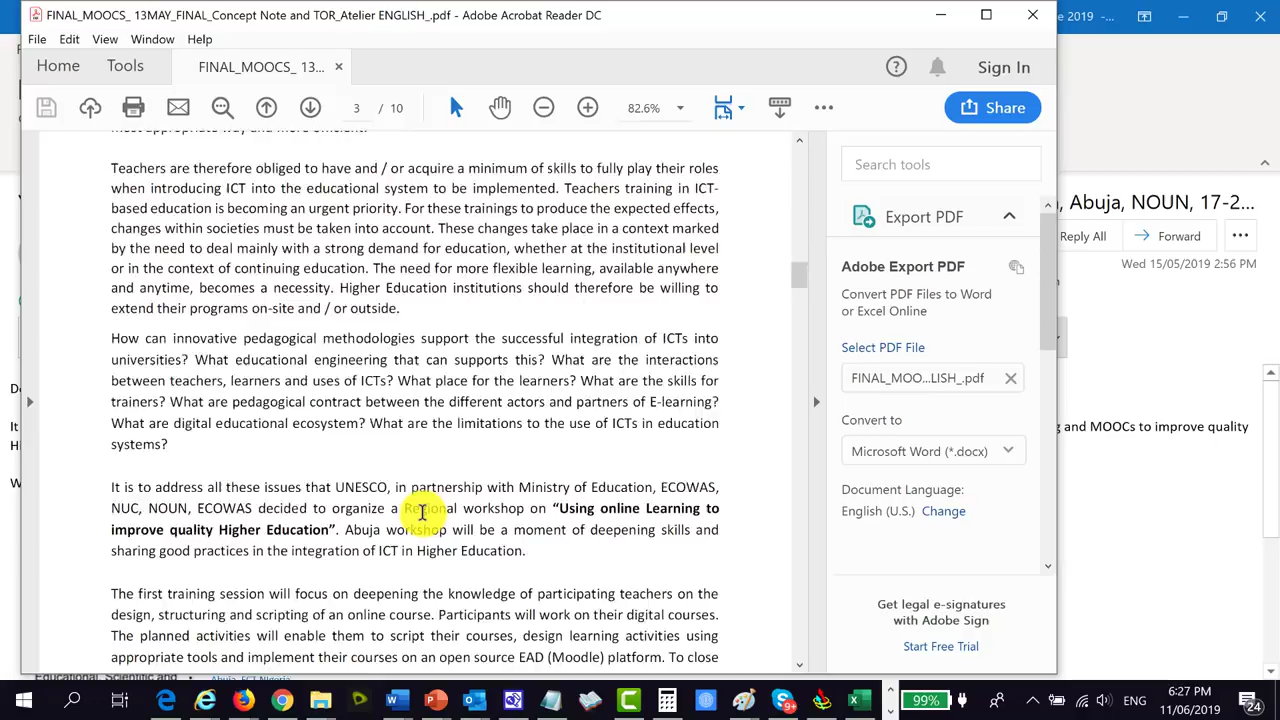 FINAL_MOOCS_ 13MAY_FINAL_Concept Note and TOR_Atelier ENGLISH_.pdf - Adobe Acrobat Reader DC
e 2019 -...
File Edit View Window Help
Home Tools FINAL_MOOCS_ 13... Sign In
3 / 10 82.6% Share
Teachers are therefore obliged to have and / or acquire a minimum of skills to fully play their roles
when introducing ICT into the educational system to be implemented. Teachers training in ICT-
based education is becoming an urgent priority. For these trainings to produce the expected effects,
changes within societies must be taken into account. These changes take place in a context marked
by the need to deal mainly with a strong demand for education, whether at the institutional level
or in the context of continuing education. The need for more flexible learning, available anywhere
and anytime, becomes a necessity. Higher Education institutions should therefore be willing to
extend their programs on-site and / or outside.
How can innovative pedagogical methodologies support the successful integration of ICTs into
universities? What educational engineering that can supports this? What are the interactions
between teachers, learners and uses of ICTs? What place for the learners? What are the skills for
trainers? What are pedagogical contract between the different actors and partners of E-learning?
What are digital educational ecosystem? What are the limitations to the use of ICTs in education
systems?
It is to address all these issues that UNESCO, in partnership with Ministry of Education, ECOWAS,
NUC, NOUN, ECOWAS decided to organize a Regional workshop on “Using online Learning to
improve quality Higher Education”. Abuja workshop will be a moment of deepening skills and
sharing good practices in the integration of ICT in Higher Education.
The first training session will focus on deepening the knowledge of participating teachers on the
design, structuring and scripting of an online course. Participants will work on their digital courses.
The planned activities will enable them to script their courses, design learning activities using
appropriate tools and implement their courses on an open source EAD (Moodle) platform. To close
Search tools
Export PDF
Adobe Export PDF
Convert PDF Files to Word
or Excel Online
Select PDF File
FINAL_MOO...LISH_.pdf
Convert to
Microsoft Word (*.docx)
Document Language:
English (U.S.) Change
Get legal e-signatures
with Adobe Sign
Start Free Trial
, Abuja, NOUN, 17-2...
Reply All Forward
Wed 15/05/2019 2:56 PM
g and MOOCs to improve quality
99% ENG
6:27 PM
11/06/2019
24